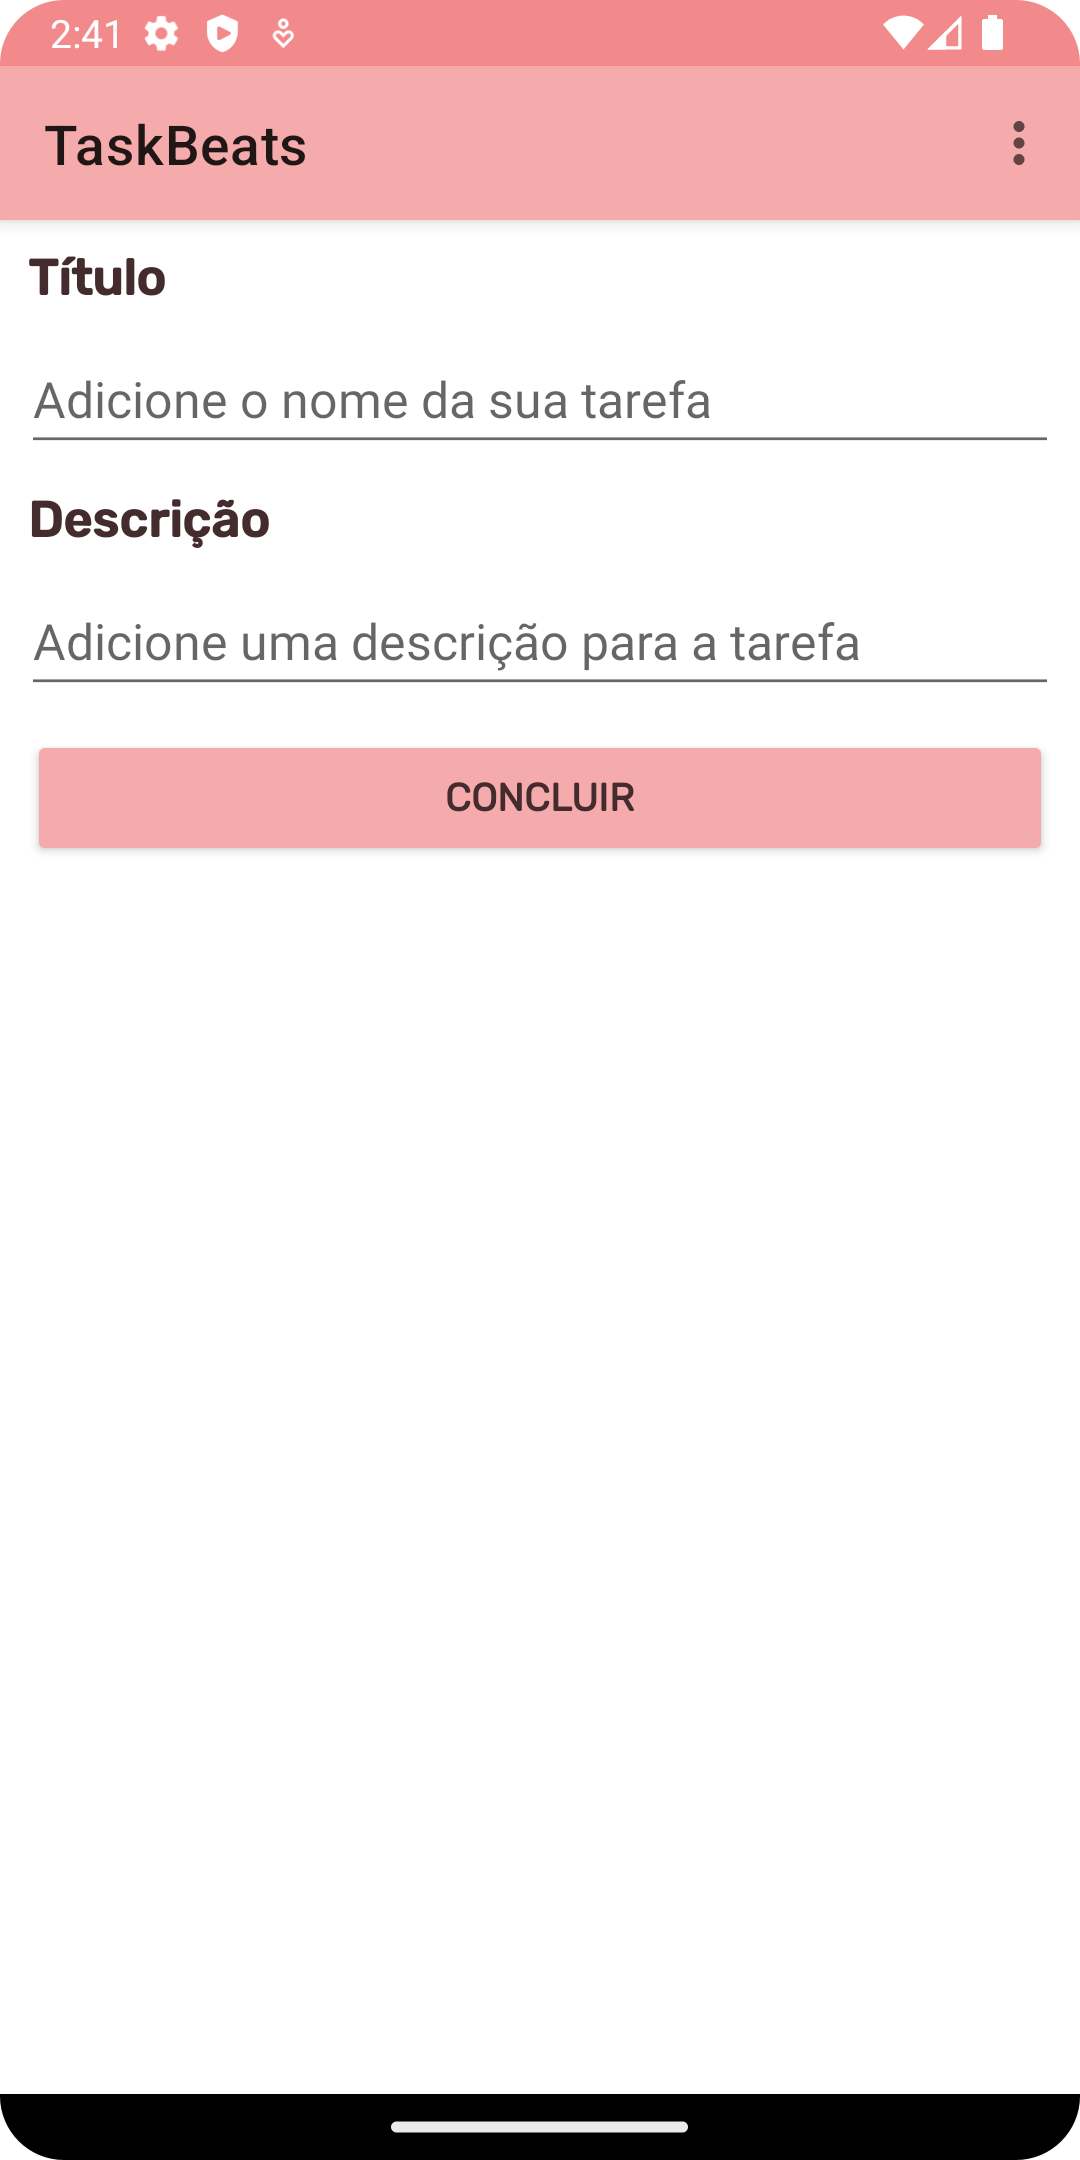 2:41
TaskBeats
Título
Adicione o nome da sua tarefa
Descrição
Adicione uma descrição para a tarefa
CONCLUIR